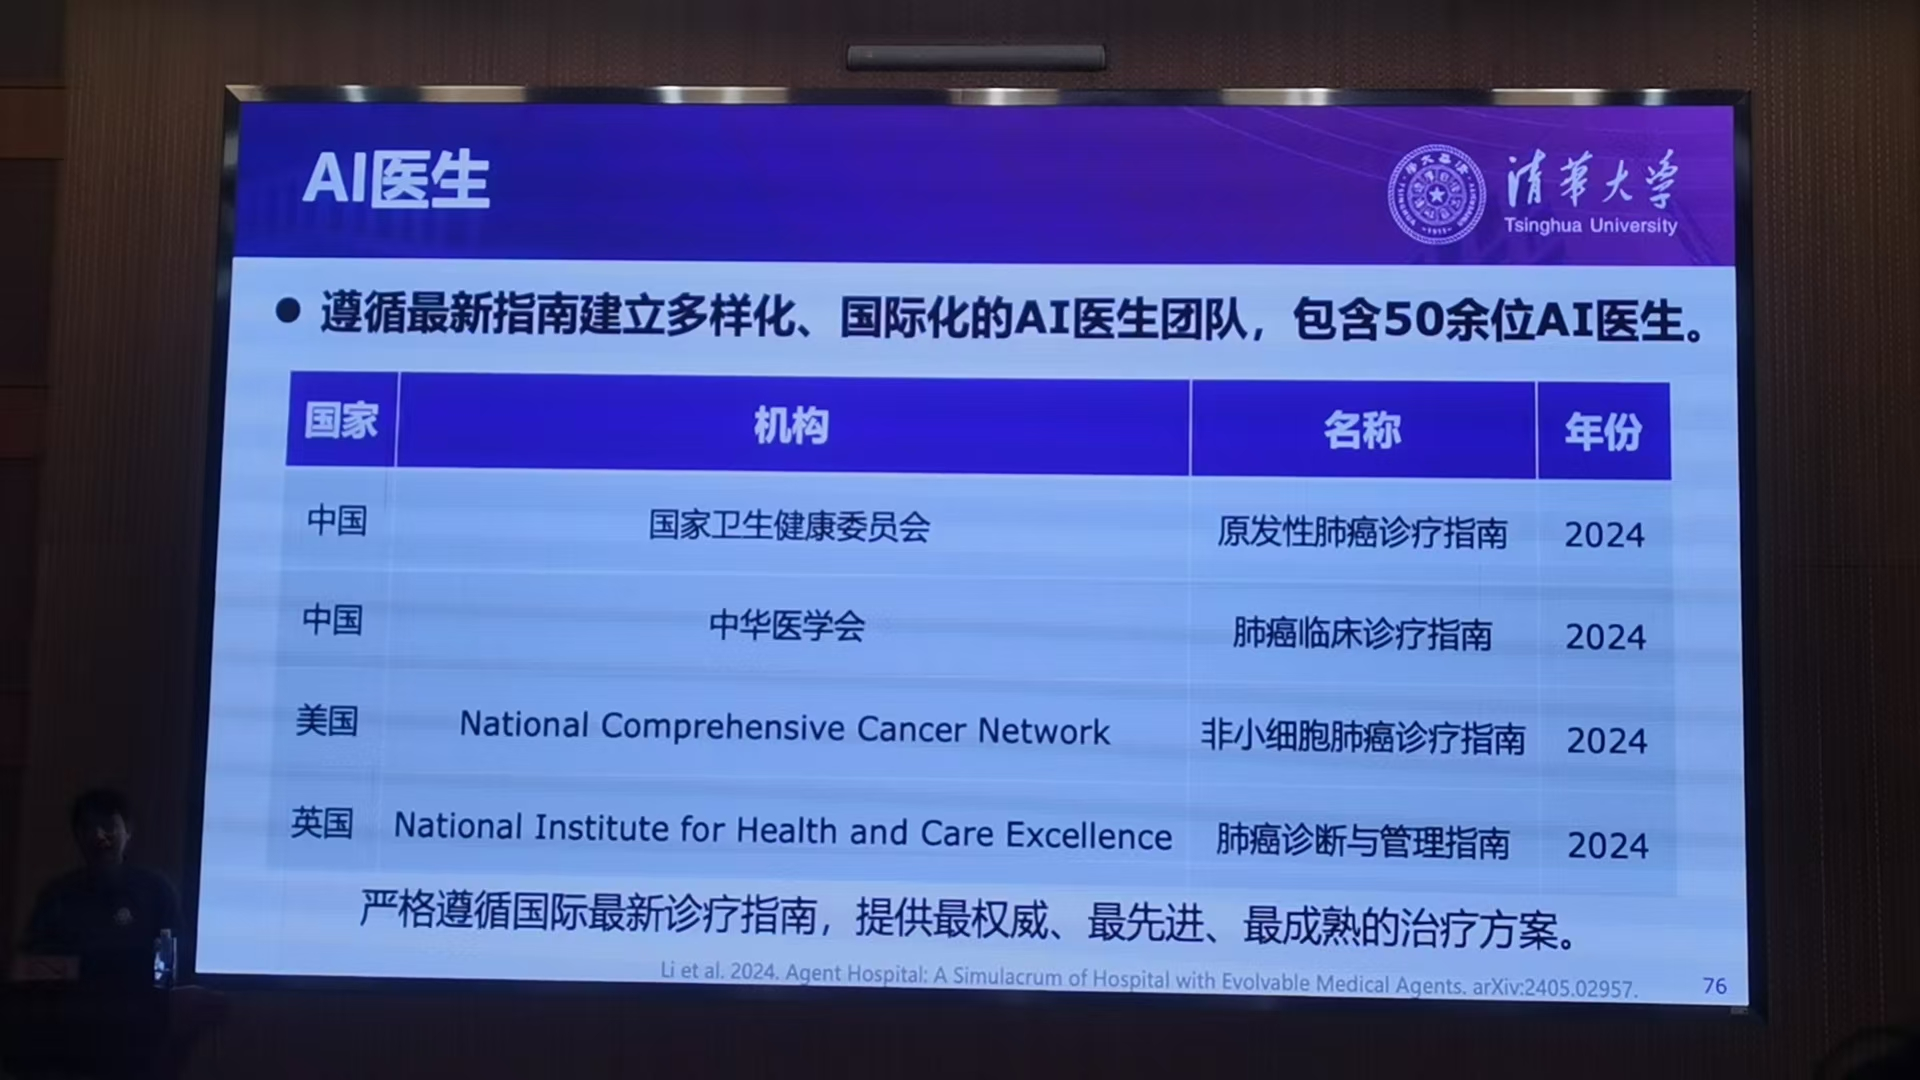 AI医生
清华大学
Tsinghua University
● 遵循最新指南建立多样化、国际化的AI医生团队，包含50余位AI医生。
国家 机构 名称 年份
中国 国家卫生健康委员会 原发性肺癌诊疗指南 2024
中国 中华医学会 肺癌临床诊疗指南 2024
美国 National Comprehensive Cancer Network 非小细胞肺癌诊疗指南 2024
英国 National Institute for Health and Care Excellence 肺癌诊断与管理指南 2024
严格遵循国际最新诊疗指南，提供最权威、最先进、最成熟的治疗方案。
Li et al. 2024. Agent Hospital: A Simulacrum of Hospital with Evolvable Medical Agents. arXiv:2405.02957.
76